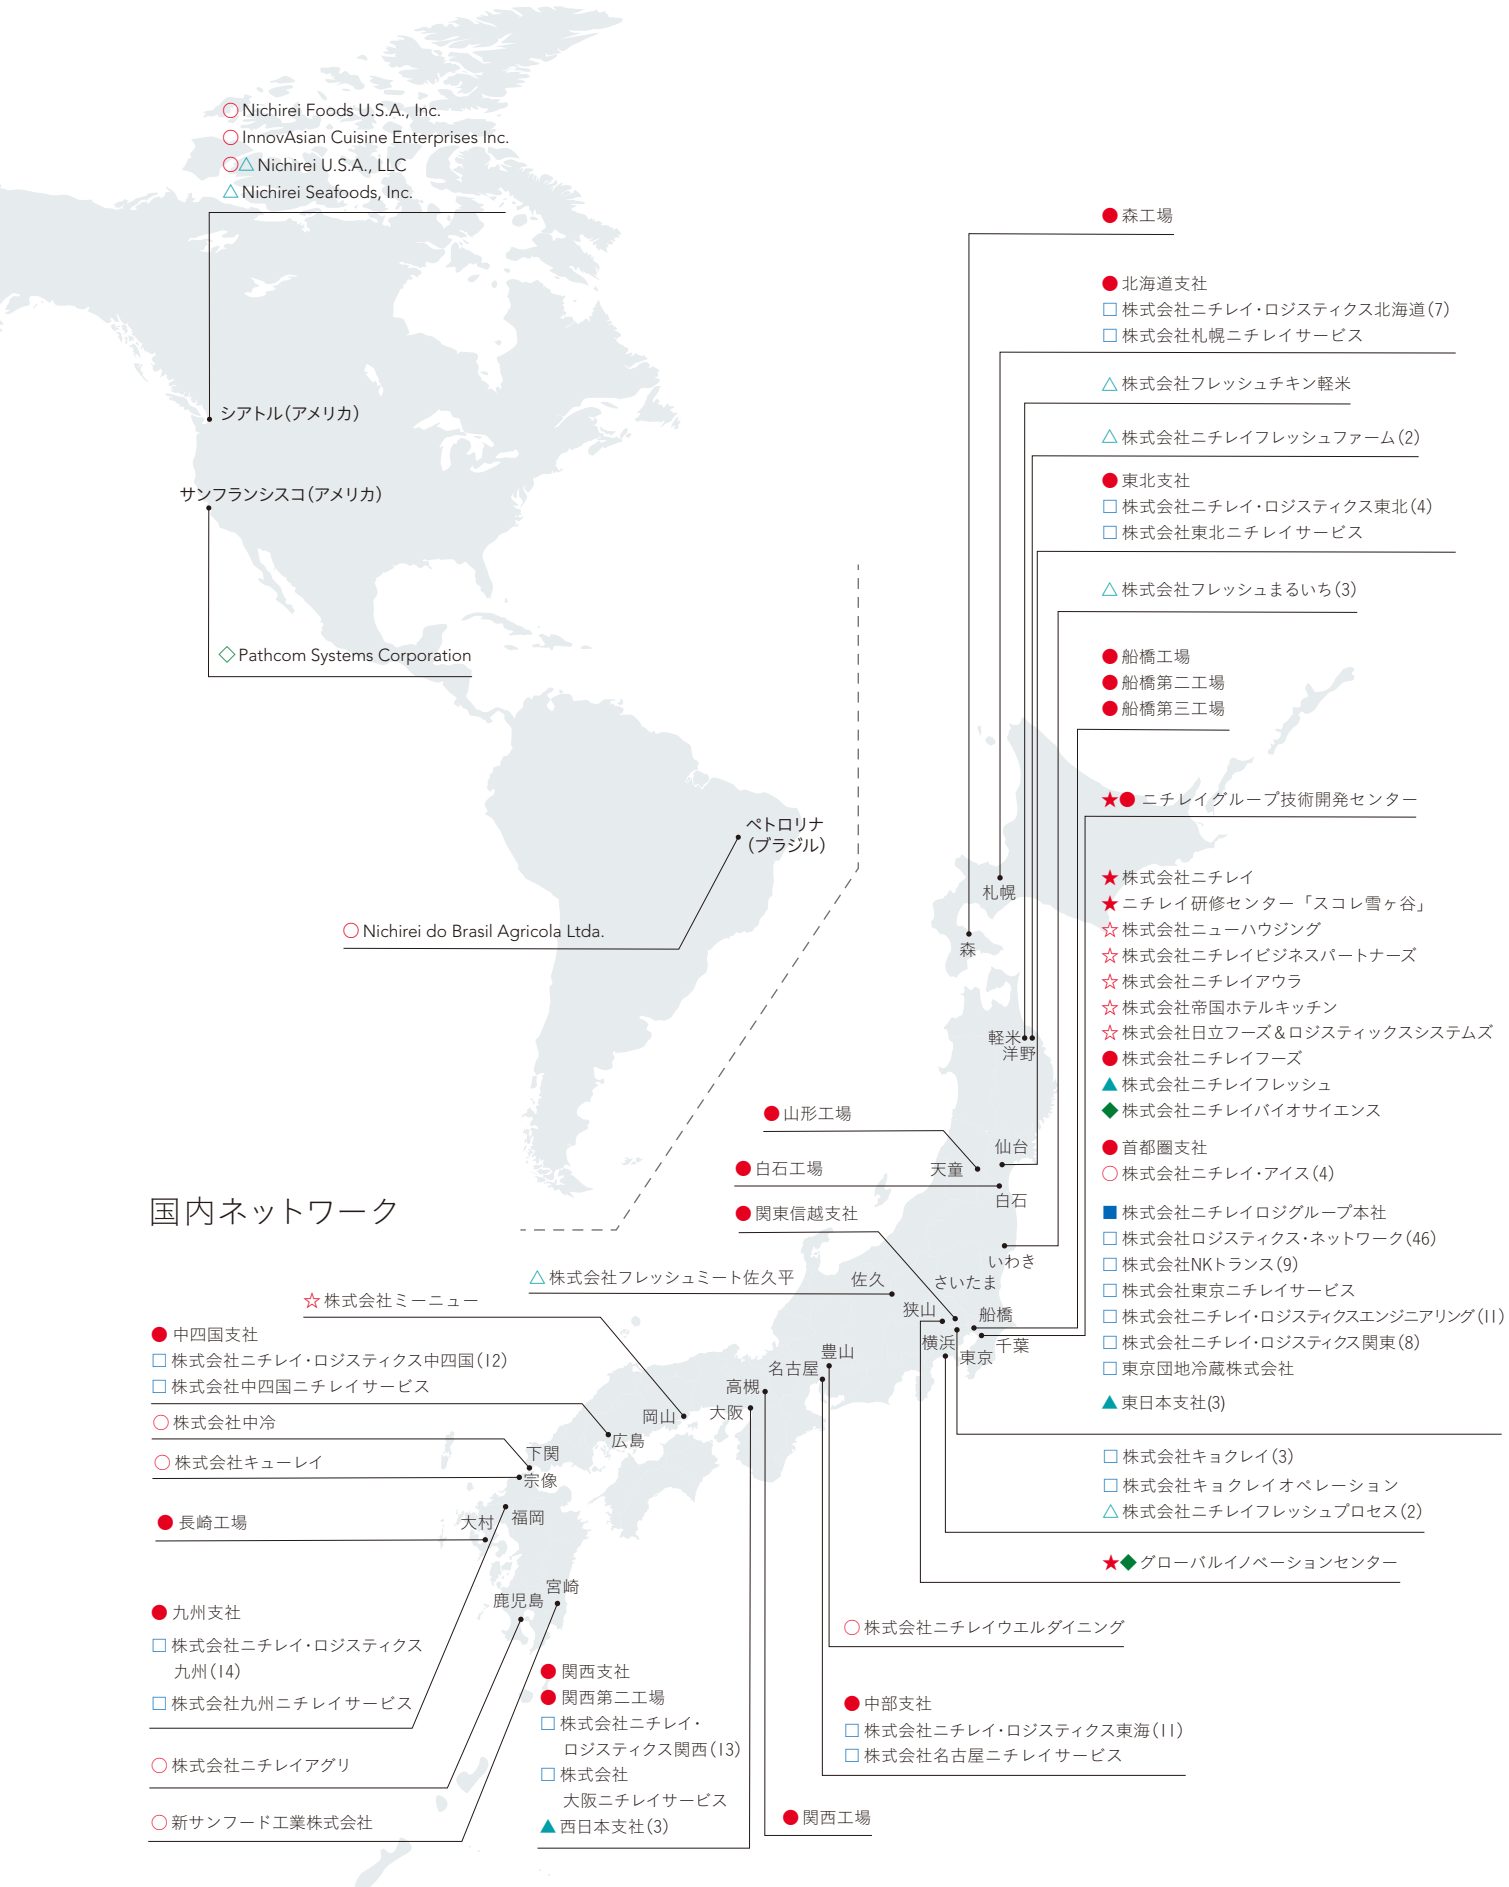 ○Nichirei Foods U.S.A., Inc.
○InnovAsian Cuisine Enterprises Inc.
○△Nichirei U.S.A., LLC
△Nichirei Seafoods, Inc.
シアトル（アメリカ）
サンフランシスコ（アメリカ）
◇Pathcom Systems Corporation
ペトロリナ
（ブラジル）
○Nichirei do Brasil Agricola Ltda.
国内ネットワーク
●森工場
●北海道支社
□株式会社ニチレイ・ロジスティクス北海道（7）
□株式会社札幌ニチレイサービス
△株式会社フレッシュチキン軽米
△株式会社ニチレイフレッシュファーム（2）
●東北支社
□株式会社ニチレイ・ロジスティクス東北（4）
□株式会社東北ニチレイサービス
△株式会社フレッシュまるいち（3）
●船橋工場
●船橋第二工場
●船橋第三工場
★●ニチレイグループ技術開発センター
★株式会社ニチレイ
★ニチレイ研修センター「スコレ雪ヶ谷」
☆株式会社ニューハウジング
☆株式会社ニチレイビジネスパートナーズ
☆株式会社ニチレイアウラ
☆株式会社帝国ホテルキッチン
☆株式会社日立フーズ＆ロジスティックスシステムズ
●株式会社ニチレイフーズ
▲株式会社ニチレイフレッシュ
◆株式会社ニチレイバイオサイエンス
●首都圏支社
○株式会社ニチレイ・アイス（4）
■株式会社ニチレイロジグループ本社
□株式会社ロジスティクス・ネットワーク（46）
□株式会社NKトランス（9）
□株式会社東京ニチレイサービス
□株式会社ニチレイ・ロジスティクスエンジニアリング（11）
□株式会社ニチレイ・ロジスティクス関東（8）
□東京団地冷蔵株式会社
▲東日本支社(3)
□株式会社キョクレイ（3）
□株式会社キョクレイオペレーション
△株式会社ニチレイフレッシュプロセス（2）
★◆グローバルイノベーションセンター
札幌
森
軽米
洋野
●山形工場
天童
仙台
●白石工場
白石
●関東信越支社
いわき
さいたま
△株式会社フレッシュミート佐久平
佐久
狭山
船橋
横浜
東京
千葉
☆株式会社ミーニュー
●中四国支社
□株式会社ニチレイ・ロジスティクス中四国（12）
□株式会社中四国ニチレイサービス
豊山
名古屋
高槻
大阪
岡山
広島
○株式会社中冷
下関
○株式会社キューレイ
宗像
●長崎工場
大村
福岡
宮崎
鹿児島
●九州支社
□株式会社ニチレイ・ロジスティクス
九州（14）
□株式会社九州ニチレイサービス
○株式会社ニチレイアグリ
○新サンフード工業株式会社
●関西支社
●関西第二工場
□株式会社ニチレイ・
ロジスティクス関西（13）
□株式会社
大阪ニチレイサービス
▲西日本支社（3）
●関西工場
○株式会社ニチレイウエルダイニング
●中部支社
□株式会社ニチレイ・ロジスティクス東海（11）
□株式会社名古屋ニチレイサービス